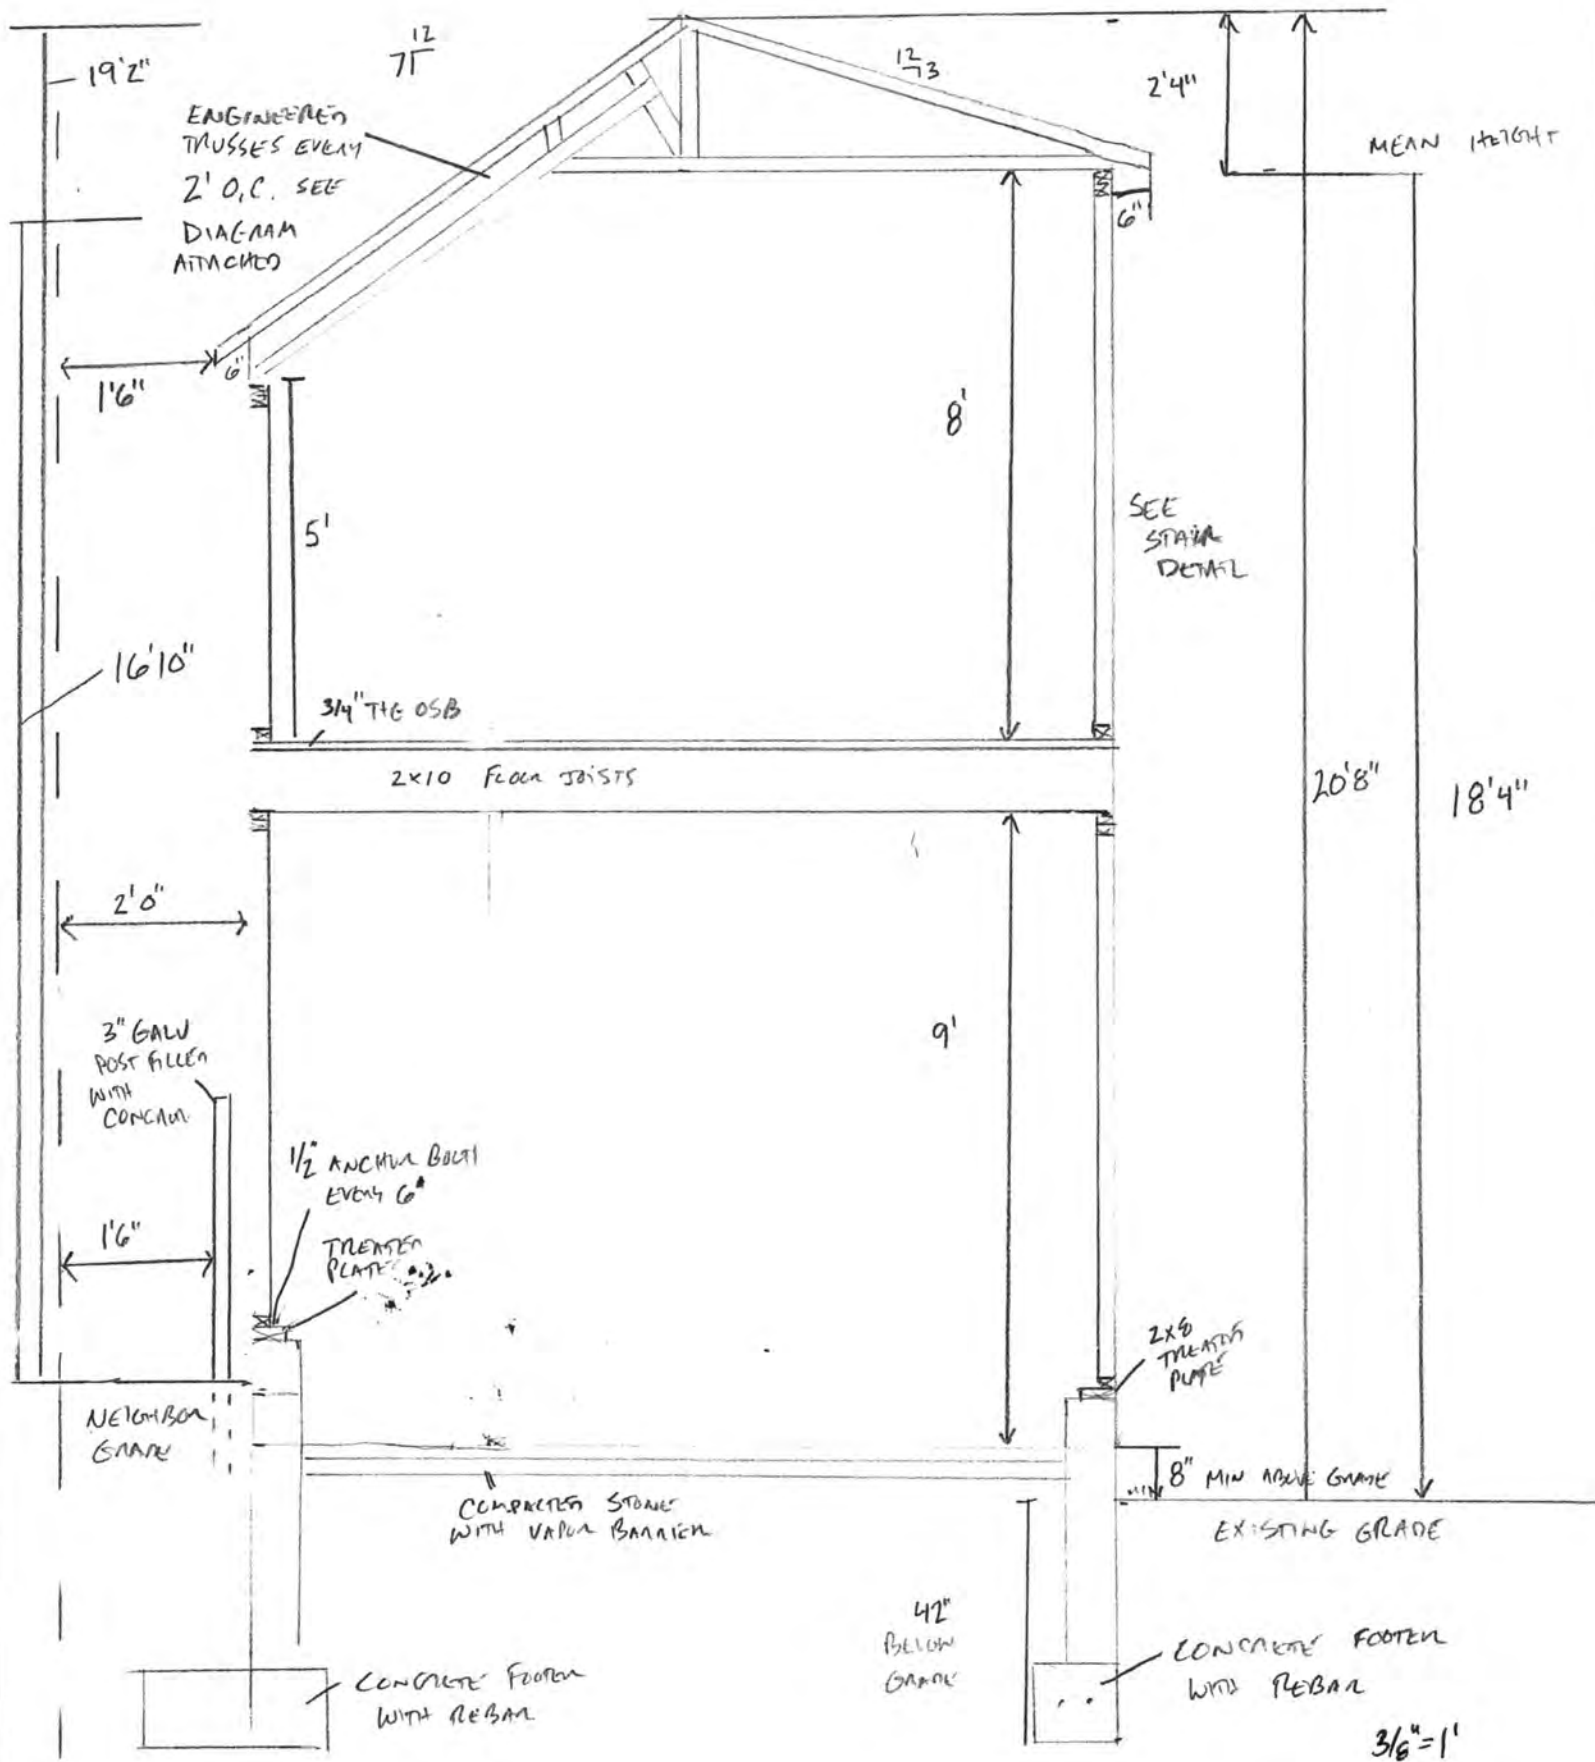 19'2"
12
7
ENGINEERED
TRUSSES EVERY
2' O.C. SEE
DIAGRAM
ATTACHED
12
3
2'4"
MEAN HEIGHT
6"
6"
1'6"
8'
5'
SEE
STAIR
DETAIL
16'10"
3/4" T+G OSB
2x10 FLOOR JOISTS
20'8"
18'4"
2'0"
3" GALV
POST FILLED
WITH
9'
1/2" ANCHOR BOLT
EVERY 6"
1'6"
TREATED
PLATE
2x8
TREATED
PLATE
NEIGHBOR
GRADE
8" MIN ABOVE GRADE
COMPACTED STONE
WITH VAPOR BARRIER
EXISTING GRADE
42"
BELOW
GRADE
CONCRETE FOOTER
WITH REBAR
CONCRETE FOOTER
WITH REBAR
3/8"=1'